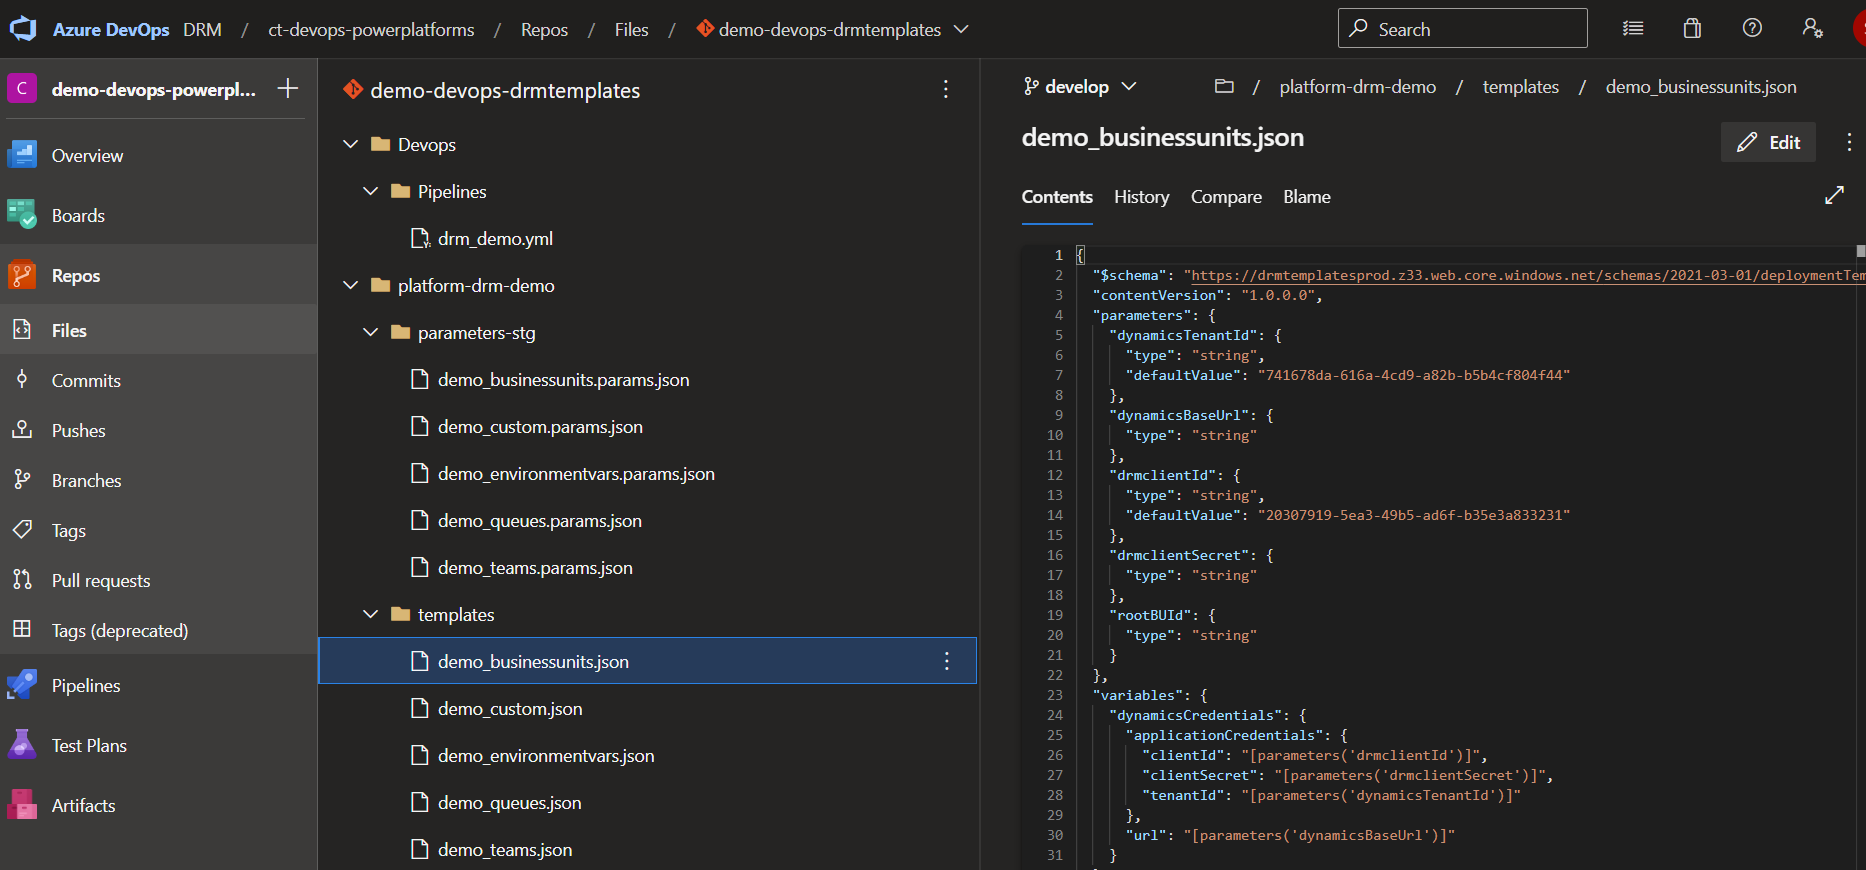 Azure DevOps DRM / ct-devops-powerplatforms / Repos / Files / demo-devops-drmtemplates
Search
C demo-devops-powerpl...
Overview
Boards
Repos
Files
Commits
Pushes
Branches
Tags
Pull requests
Tags (deprecated)
Pipelines
Test Plans
Artifacts
demo-devops-drmtemplates
Devops
Pipelines
drm_demo.yml
platform-drm-demo
parameters-stg
demo_businessunits.params.json
demo_custom.params.json
demo_environmentvars.params.json
demo_queues.params.json
demo_teams.params.json
templates
demo_businessunits.json
demo_custom.json
demo_environmentvars.json
demo_queues.json
demo_teams.json
develop / platform-drm-demo / templates / demo_businessunits.json
demo_businessunits.json
Edit
Contents History Compare Blame
1 {
2 "$schema": "https://drmtemplatesprod.z33.web.core.windows.net/schemas/2021-03-01/deploymentTem
3 "contentVersion": "1.0.0.0",
4 "parameters": {
5 "dynamicsTenantId": {
6 "type": "string",
7 "defaultValue": "741678da-616a-4cd9-a82b-b5b4cf804f44"
8 },
9 "dynamicsBaseUrl": {
10 "type": "string"
11 },
12 "drmclientId": {
13 "type": "string",
14 "defaultValue": "20307919-5ea3-49b5-ad6f-b35e3a833231"
15 },
16 "drmclientSecret": {
17 "type": "string"
18 },
19 "rootBUId": {
20 "type": "string"
21 }
22 },
23 "variables": {
24 "dynamicsCredentials": {
25 "applicationCredentials": {
26 "clientId": "[parameters('drmclientId')]",
27 "clientSecret": "[parameters('drmclientSecret')]",
28 "tenantId": "[parameters('dynamicsTenantId')]"
29 },
30 "url": "[parameters('dynamicsBaseUrl')]"
31 }